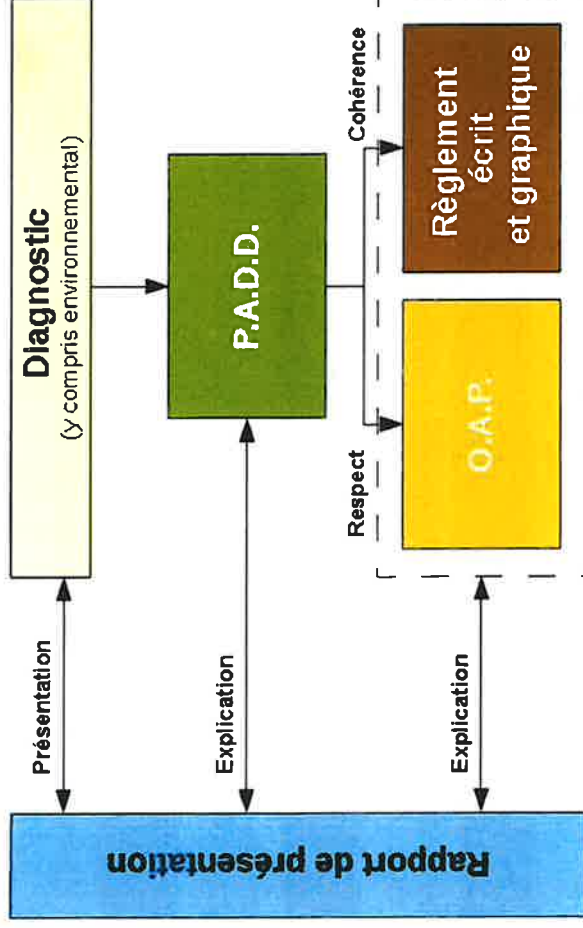 Diagnostic
(y compris environnemental)
Présentation
P.A.D.D.
Explication
Respect
Cohérence
O.A.P.
Règlement
écrit
et graphique
Explication
Rapport de présentation